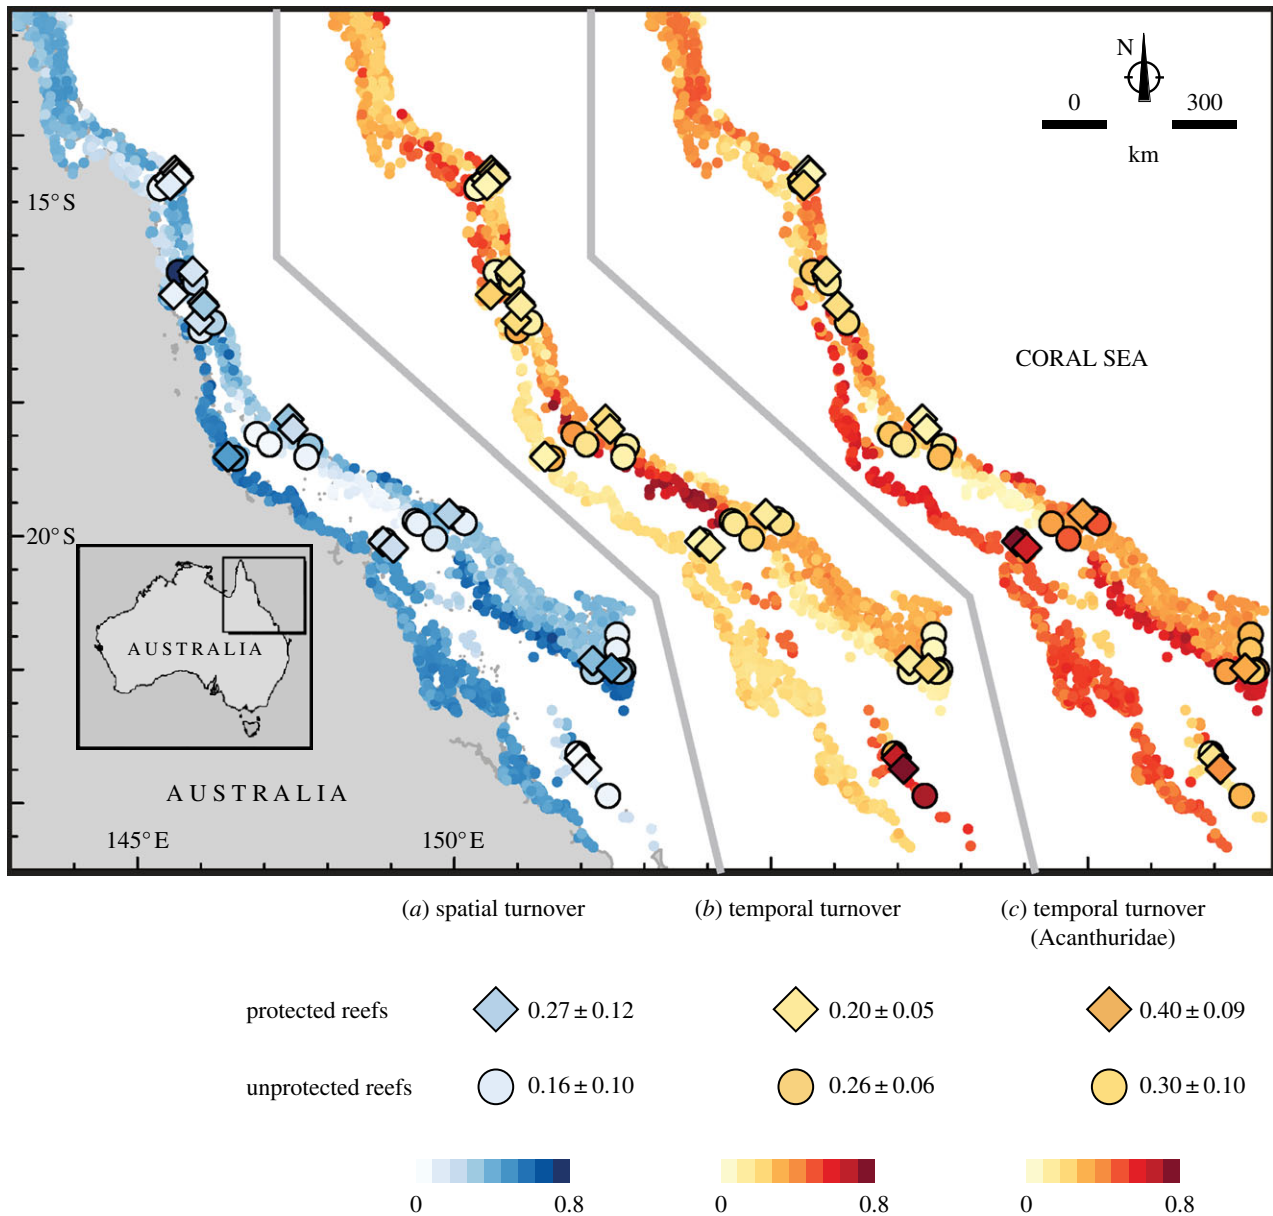 N
0 300
km
15°S
CORAL SEA
20°S
AUSTRALIA
AUSTRALIA
145°E 150°E
(a) spatial turnover (b) temporal turnover (c) temporal turnover
(Acanthuridae)
protected reefs 0.27 ± 0.12 0.20 ± 0.05 0.40 ± 0.09
unprotected reefs 0.16 ± 0.10 0.26 ± 0.06 0.30 ± 0.10
0 0.8 0 0.8 0 0.8